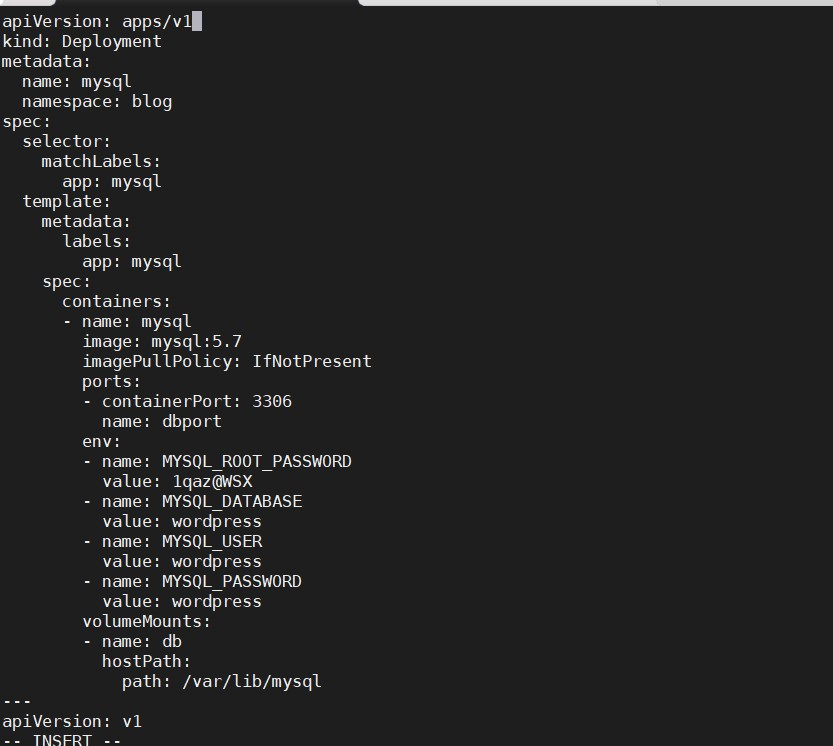 apiVersion: apps/v1
kind: Deployment
metadata:
  name: mysql
  namespace: blog
spec:
  selector:
    matchLabels:
      app: mysql
  template:
    metadata:
      labels:
        app: mysql
    spec:
      containers:
      - name: mysql
        image: mysql:5.7
        imagePullPolicy: IfNotPresent
        ports:
        - containerPort: 3306
          name: dbport
        env:
        - name: MYSQL_ROOT_PASSWORD
          value: 1qaz@WSX
        - name: MYSQL_DATABASE
          value: wordpress
        - name: MYSQL_USER
          value: wordpress
        - name: MYSQL_PASSWORD
          value: wordpress
        volumeMounts:
        - name: db
          hostPath:
            path: /var/lib/mysql
---
apiVersion: v1
-- INSERT --